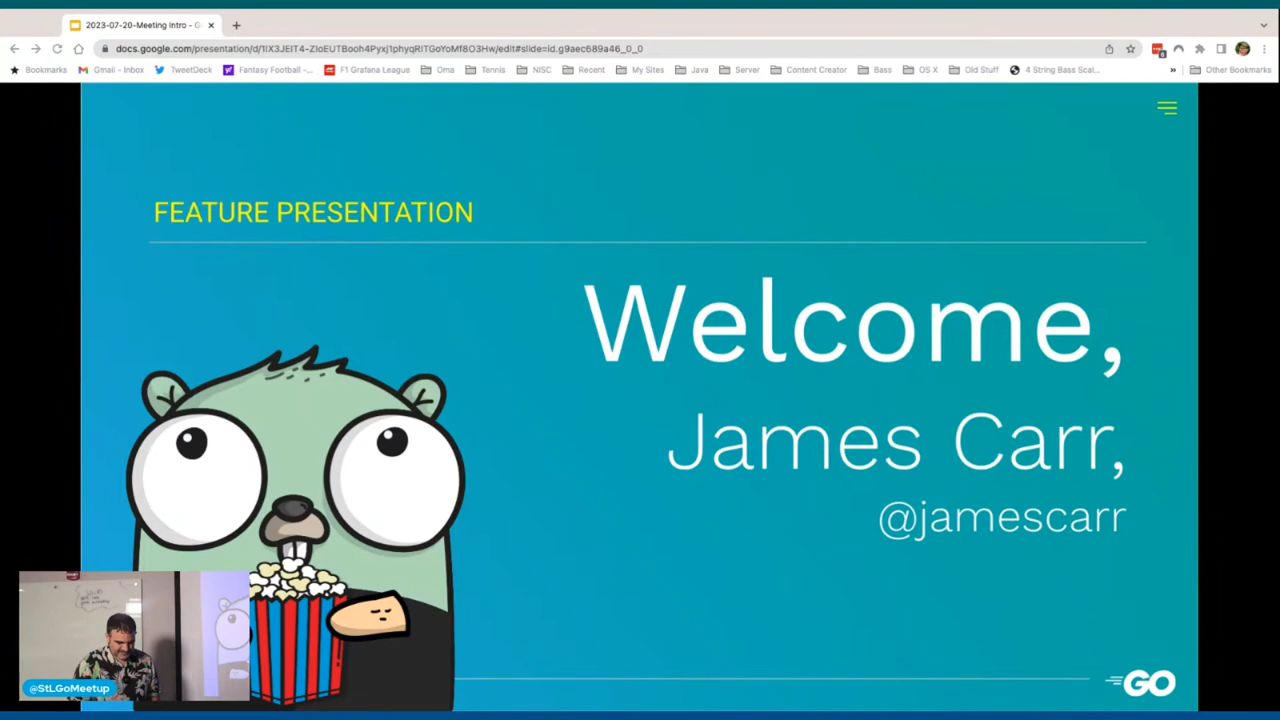 2023-07-20-Meeting Intro - G
docs.google.com/presentation/d/1IX3JEIT4-ZIoEUTBooh4Pyxj1phyqRITGoYoMf8O3Hw/edit#slide=id.g9aec689a46_0_0
Bookmarks
Gmail - Inbox
TweetDeck
Fantasy Football -...
F1 Grafana League
Oma
Tennis
NISC
Recent
My Sites
Java
Server
Content Creator
Bass
OS X
Old Stuff
4 String Bass Scal...
»
Other Bookmarks
FEATURE PRESENTATION
Welcome,
James Carr,
@jamescarr
@StLGoMeetup
GO